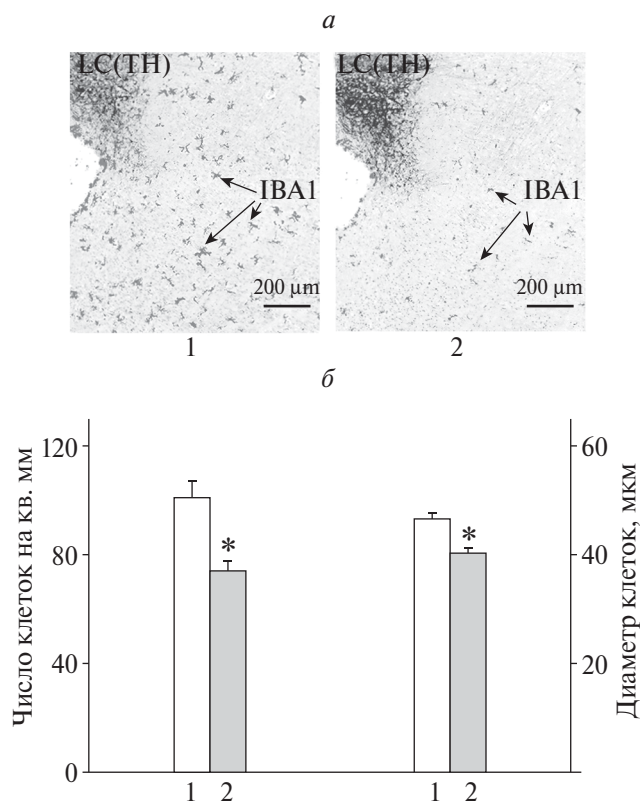 а
LC(TH) LC(TH)
IBA1 IBA1
200 µm 200 µm
1 2
б
Число клеток на кв. мм
120
80
40
0
* *
60
40
20
Диаметр клеток, мкм
1 2 1 2